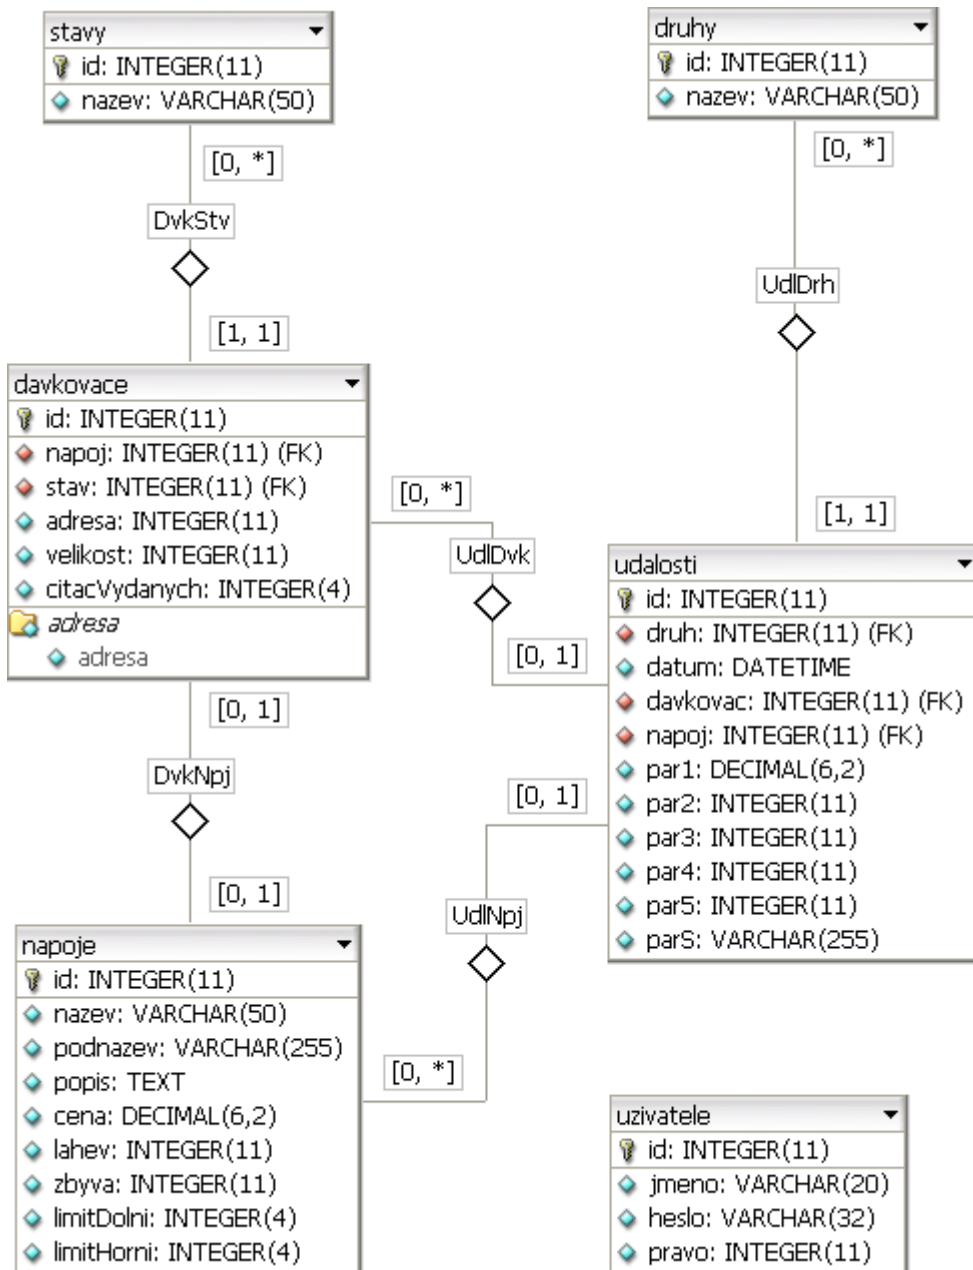 stavy
id: INTEGER(11)
nazev: VARCHAR(50)
[0, *]
DvkStv
[1, 1]
druhy
id: INTEGER(11)
nazev: VARCHAR(50)
[0, *]
UdlDrh
[1, 1]
davkovace
id: INTEGER(11)
napoj: INTEGER(11) (FK)
stav: INTEGER(11) (FK)
adresa: INTEGER(11)
velikost: INTEGER(11)
citacVydanych: INTEGER(4)
adresa
adresa
[0, *]
UdlDvk
[0, 1]
udalosti
id: INTEGER(11)
druh: INTEGER(11) (FK)
datum: DATETIME
davkovac: INTEGER(11) (FK)
napoj: INTEGER(11) (FK)
par1: DECIMAL(6,2)
par2: INTEGER(11)
par3: INTEGER(11)
par4: INTEGER(11)
par5: INTEGER(11)
parS: VARCHAR(255)
[0, 1]
DvkNpj
[0, 1]
[0, 1]
UdlNpj
[0, *]
napoje
id: INTEGER(11)
nazev: VARCHAR(50)
podnazev: VARCHAR(255)
popis: TEXT
cena: DECIMAL(6,2)
lahev: INTEGER(11)
zbyva: INTEGER(11)
limitDolni: INTEGER(4)
limitHorni: INTEGER(4)
uzivatele
id: INTEGER(11)
jmeno: VARCHAR(20)
heslo: VARCHAR(32)
pravo: INTEGER(11)